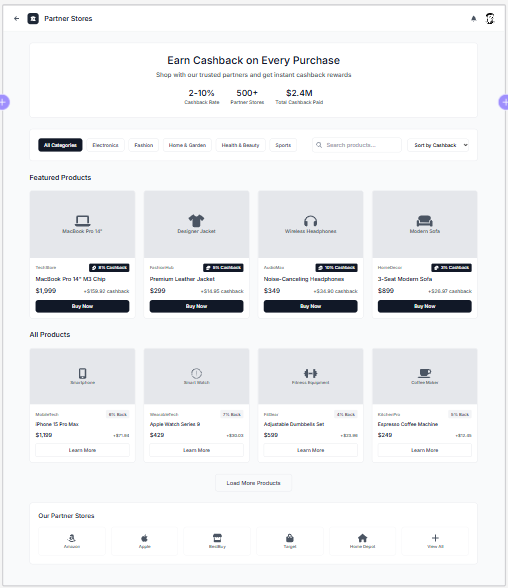 Partner Stores
Earn Cashback on Every Purchase
Shop with our trusted partners and get instant cashback rewards
2-10% 500+ $2.4M
Cashback Rate Partner Stores Total Cashback Paid
All Categories Electronics Fashion Home & Garden Health & Beauty Sports Search products... Sort by Cashback
Featured Products
MacBook Pro 14" Designer Jacket Wireless Headphones Modern Sofa
TechStore 8% Cashback FashionHub 5% Cashback AudioMax 10% Cashback HomeDecor 3% Cashback
MacBook Pro 14" M3 Chip Premium Leather Jacket Noise-Canceling Headphones 3-Seat Modern Sofa
$1,999 +$159.92 cashback $299 +$14.95 cashback $349 +$34.90 cashback $899 +$26.97 cashback
Buy Now Buy Now Buy Now Buy Now
All Products
Smartphone Smart Watch Fitness Equipment Coffee Maker
MobileTech 6% Back WearableTech 7% Back FitGear 4% Back KitchenPro 5% Back
iPhone 15 Pro Max Apple Watch Series 9 Adjustable Dumbbells Set Espresso Coffee Machine
$1,199 +$71.94 $429 +$30.03 $599 +$23.96 $249 +$12.45
Learn More Learn More Learn More Learn More
Load More Products
Our Partner Stores
Amazon Apple BestBuy Target Home Depot View All